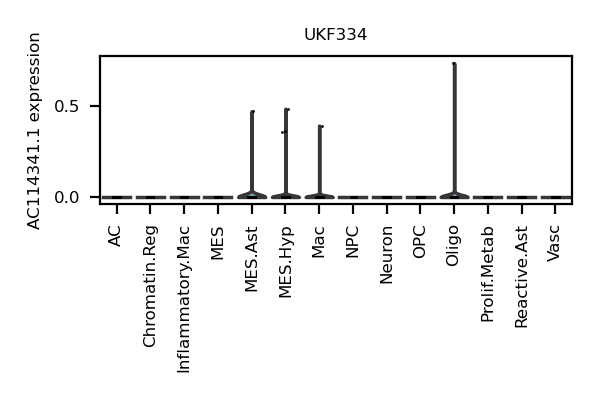 UKF334
AC114341.1 expression
0.5
0.0
AC
Chromatin.Reg
Inflammatory.Mac
MES
MES.Ast
MES.Hyp
Mac
NPC
Neuron
OPC
Oligo
Prolif.Metab
Reactive.Ast
Vasc